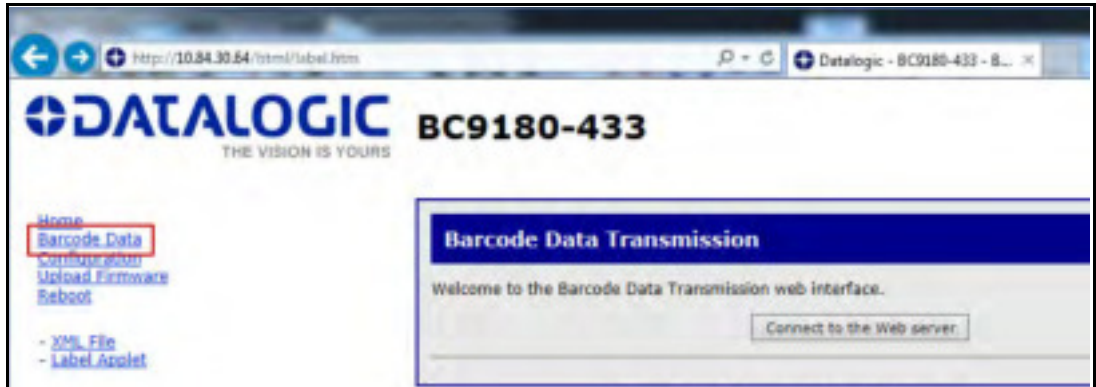 http://10.84.30.64/html/label.htm
Datalogic - BC9180-433 - B...
DATALOGIC
THE VISION IS YOURS
BC9180-433
Home
Barcode Data
Configuration
Upload Firmware
Reboot
- XML File
- Label Applet
Barcode Data Transmission
Welcome to the Barcode Data Transmission web interface.
Connect to the Web server